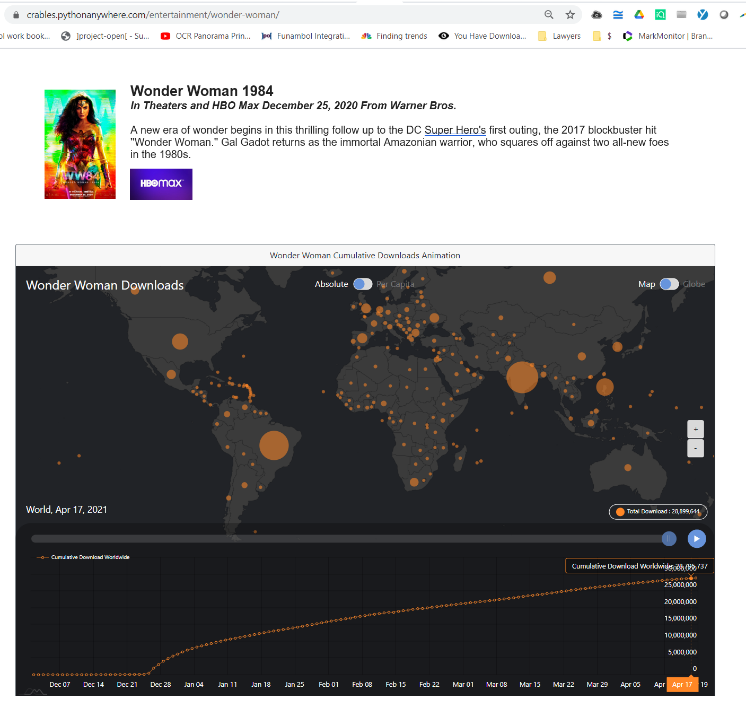 crables.pythonanywhere.com/entertainment/wonder-woman/
ol work book...
]project-open[ - Su...
OCR Panorama Prin...
Funambol Integrati...
Finding trends
You Have Downloa...
Lawyers
$
MarkMonitor | Bran...
Wonder Woman 1984
In Theaters and HBO Max December 25, 2020 From Warner Bros.
A new era of wonder begins in this thrilling follow up to the DC Super Hero's first outing, the 2017 blockbuster hit
"Wonder Woman." Gal Gadot returns as the immortal Amazonian warrior, who squares off against two all-new foes
in the 1980s.
WW84
HBOmax
Wonder Woman Cumulative Downloads Animation
Wonder Woman Downloads
Absolute
Per Capita
Map
Globe
+
-
World, Apr 17, 2021
Total Download : 28,899,641
Cumulative Download Worldwide
Cumulative Download Worldwide:
25,000,000
20,000,000
15,000,000
10,000,000
5,000,000
0
Dec 07 Dec 14 Dec 21 Dec 28 Jan 04 Jan 11 Jan 18 Jan 25 Feb 01 Feb 08 Feb 15 Feb 22 Mar 01 Mar 08 Mar 15 Mar 22 Mar 29 Apr 05 Apr Apr 17 19